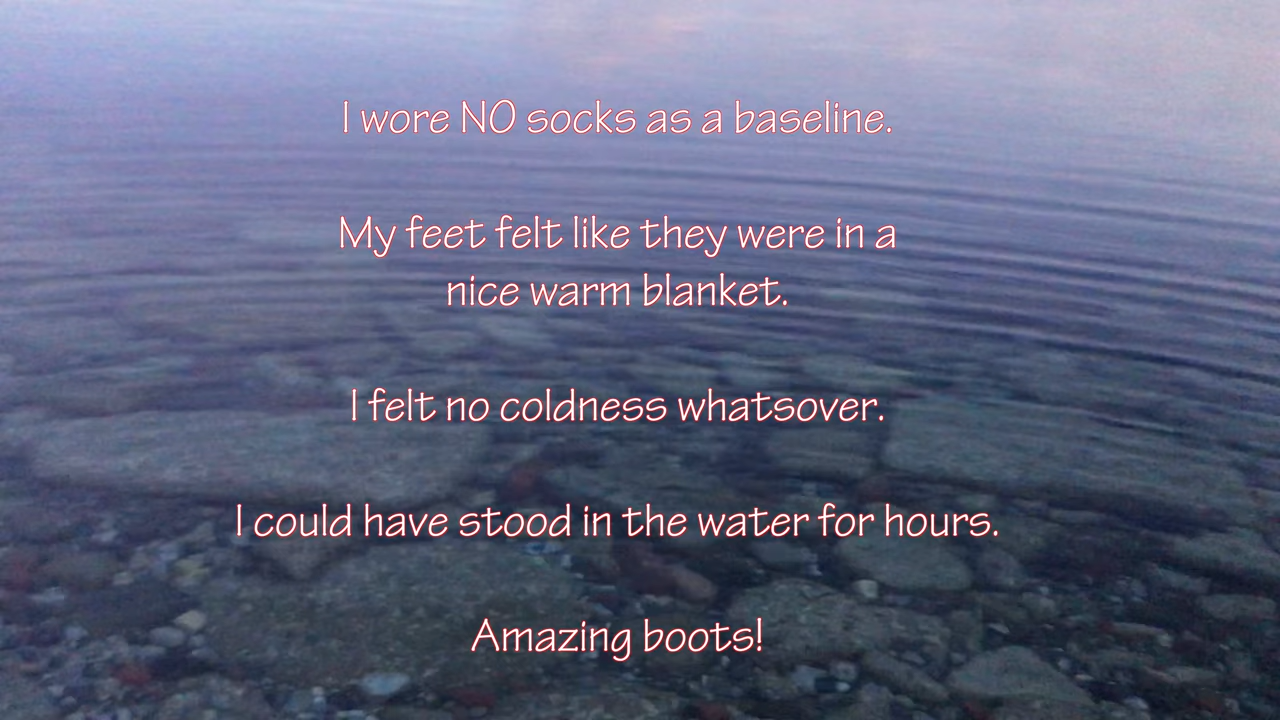 I wore NO socks as a baseline.
My feet felt like they were in a
nice warm blanket.
I felt no coldness whatsover.
I could have stood in the water for hours.
Amazing boots!